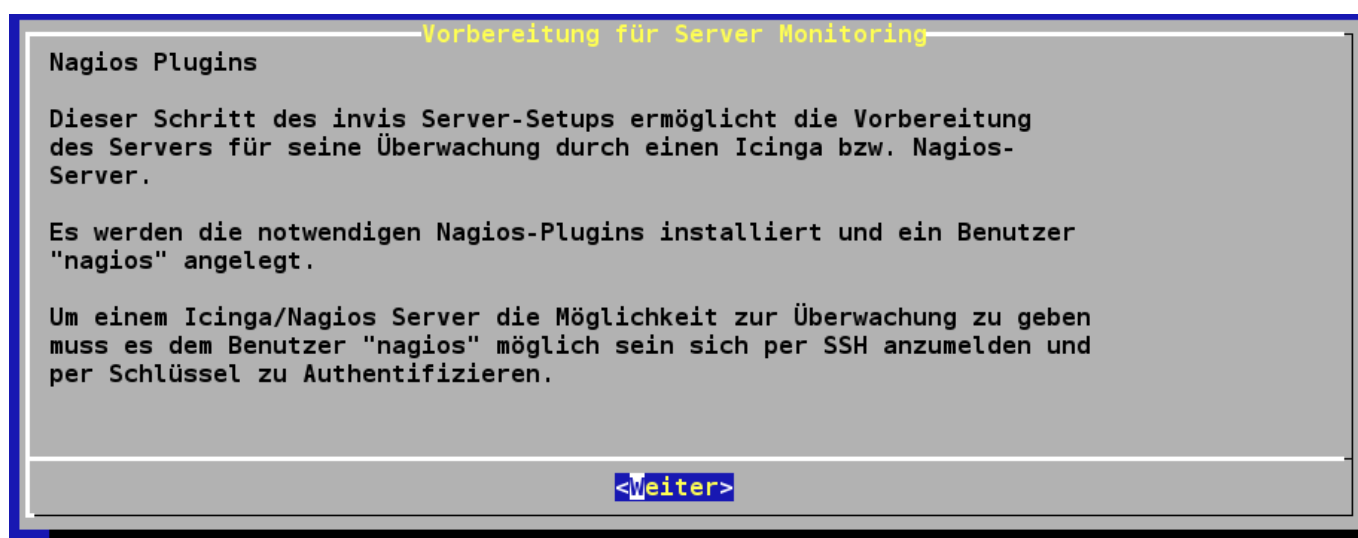 Vorbereitung für Server Monitoring
Nagios Plugins
Dieser Schritt des invis Server-Setups ermöglicht die Vorbereitung
des Servers für seine Überwachung durch einen Icinga bzw. Nagios-
Server.
Es werden die notwendigen Nagios-Plugins installiert und ein Benutzer
"nagios" angelegt.
Um einem Icinga/Nagios Server die Möglichkeit zur Überwachung zu geben
muss es dem Benutzer "nagios" möglich sein sich per SSH anzumelden und
per Schlüssel zu Authentifizieren.
<Weiter>